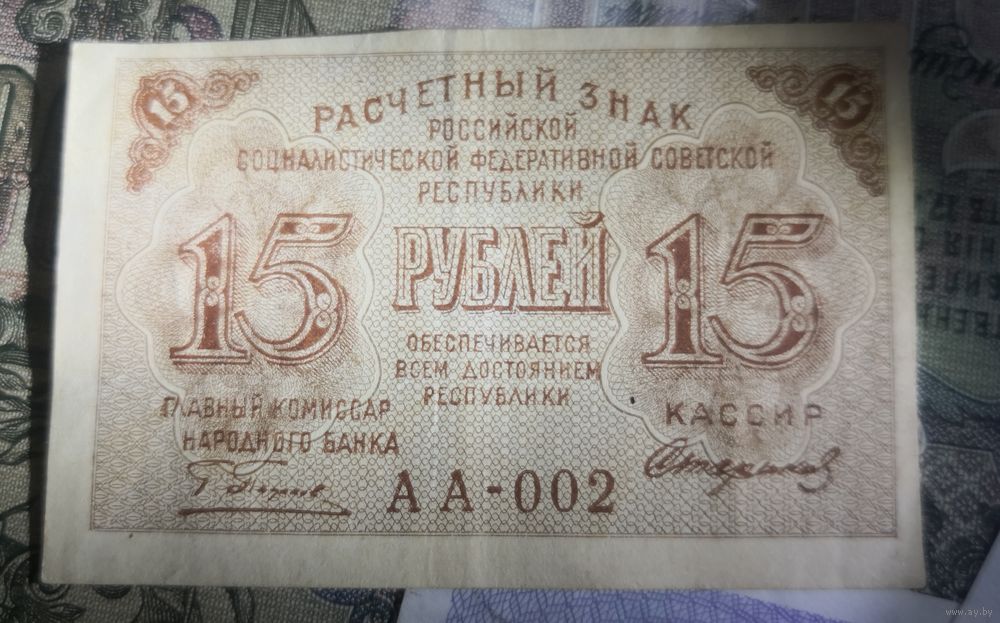 15
15
РАСЧЕТНЫЙ ЗНАК
РОССИЙСКОЙ
СОЦИАЛИСТИЧЕСКОЙ ФЕДЕРАТИВНОЙ СОВЕТСКОЙ
РЕСПУБЛИКИ
15 РУБЛЕЙ 15
ОБЕСПЕЧИВАЕТСЯ
ВСЕМ ДОСТОЯНИЕМ
РЕСПУБЛИКИ
ГЛАВНЫЙ КОМИССАР
НАРОДНОГО БАНКА
КАССИР
АА-002
www.ay.by